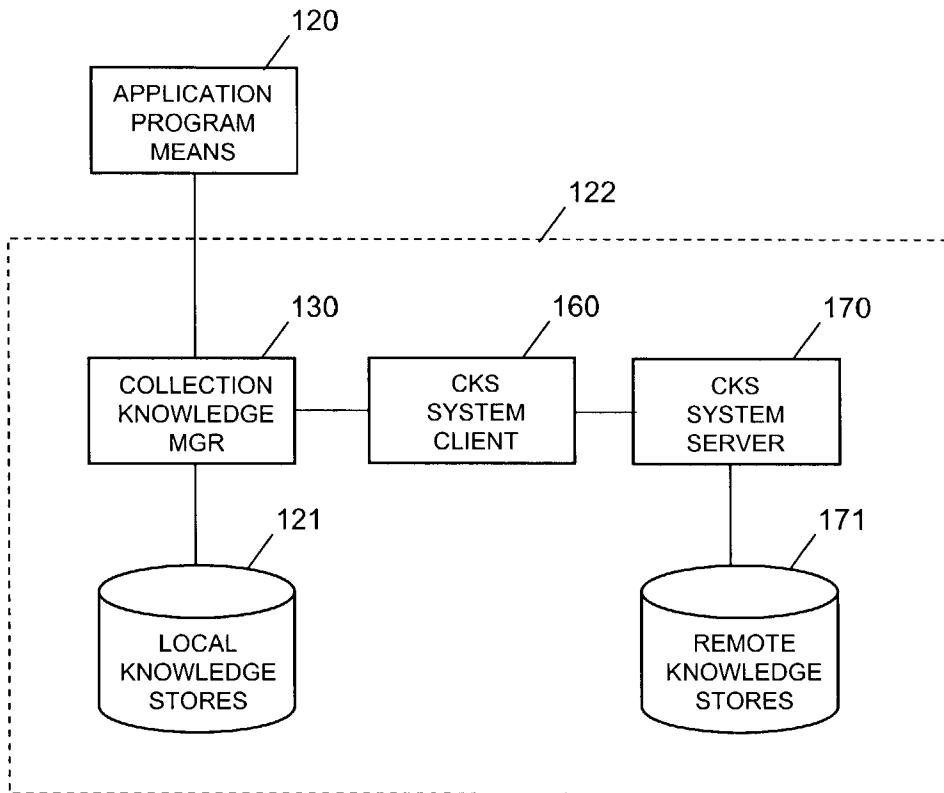 120
APPLICATION
PROGRAM
MEANS
122
130
COLLECTION
KNOWLEDGE
MGR
160
CKS
SYSTEM
CLIENT
170
CKS
SYSTEM
SERVER
121
LOCAL
KNOWLEDGE
STORES
171
REMOTE
KNOWLEDGE
STORES